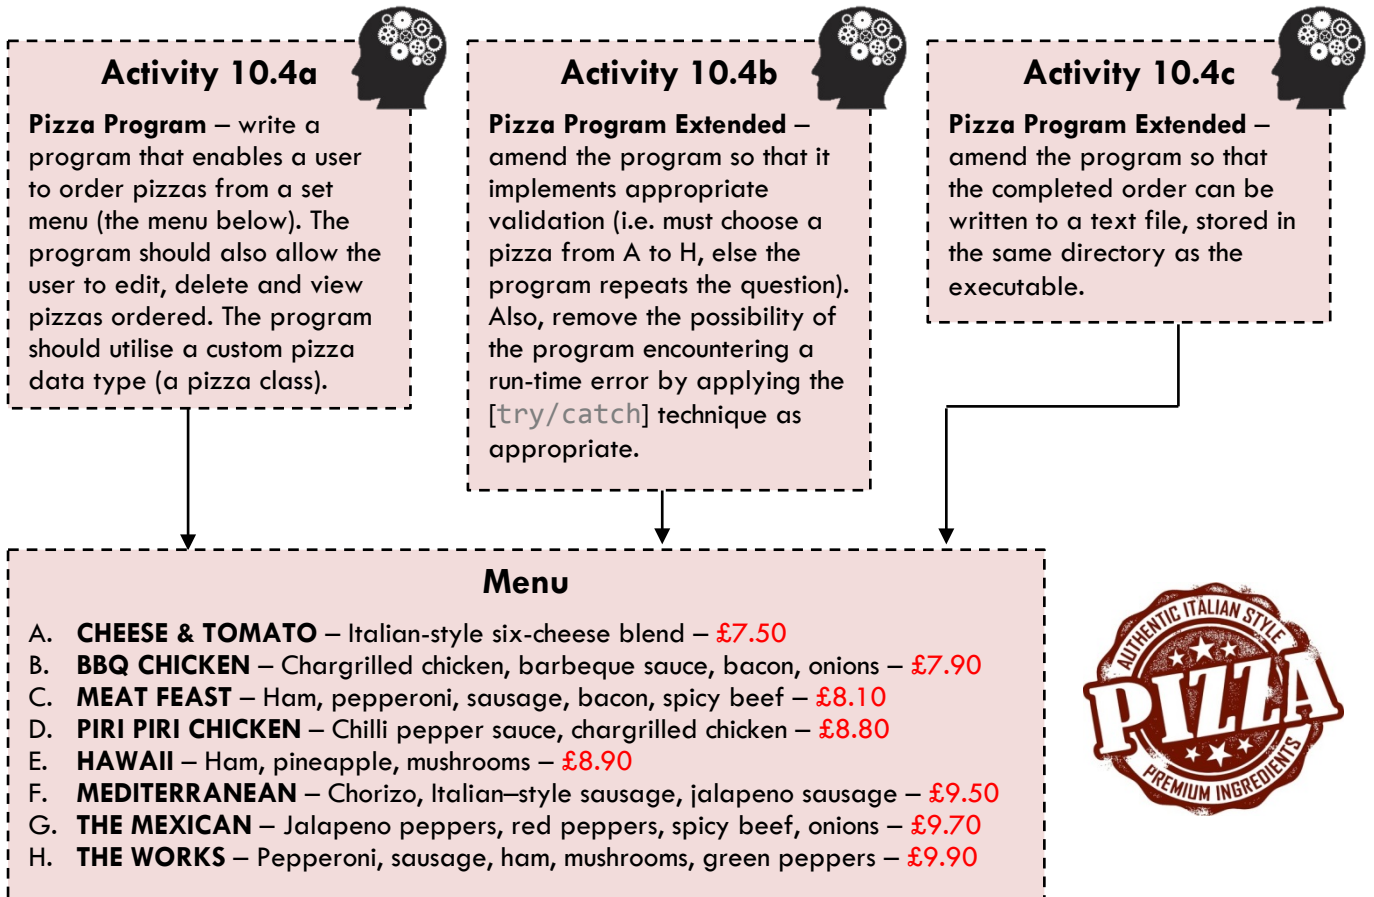 Activity 10.4a
Pizza Program – write a
program that enables a user
to order pizzas from a set
menu (the menu below). The
program should also allow the
user to edit, delete and view
pizzas ordered. The program
should utilise a custom pizza
data type (a pizza class).
Activity 10.4b
Pizza Program Extended –
amend the program so that it
implements appropriate
validation (i.e. must choose a
pizza from A to H, else the
program repeats the question).
Also, remove the possibility of
the program encountering a
run-time error by applying the
[try/catch] technique as
appropriate.
Activity 10.4c
Pizza Program Extended –
amend the program so that
the completed order can be
written to a text file, stored in
the same directory as the
executable.
Menu
A. CHEESE & TOMATO – Italian-style six-cheese blend – £7.50
B. BBQ CHICKEN – Chargrilled chicken, barbeque sauce, bacon, onions – £7.90
C. MEAT FEAST – Ham, pepperoni, sausage, bacon, spicy beef – £8.10
D. PIRI PIRI CHICKEN – Chilli pepper sauce, chargrilled chicken – £8.80
E. HAWAII – Ham, pineapple, mushrooms – £8.90
F. MEDITERRANEAN – Chorizo, Italian–style sausage, jalapeno sausage – £9.50
G. THE MEXICAN – Jalapeno peppers, red peppers, spicy beef, onions – £9.70
H. THE WORKS – Pepperoni, sausage, ham, mushrooms, green peppers – £9.90
AUTHENTIC ITALIAN STYLE
PIZZA
PREMIUM INGREDIENTS